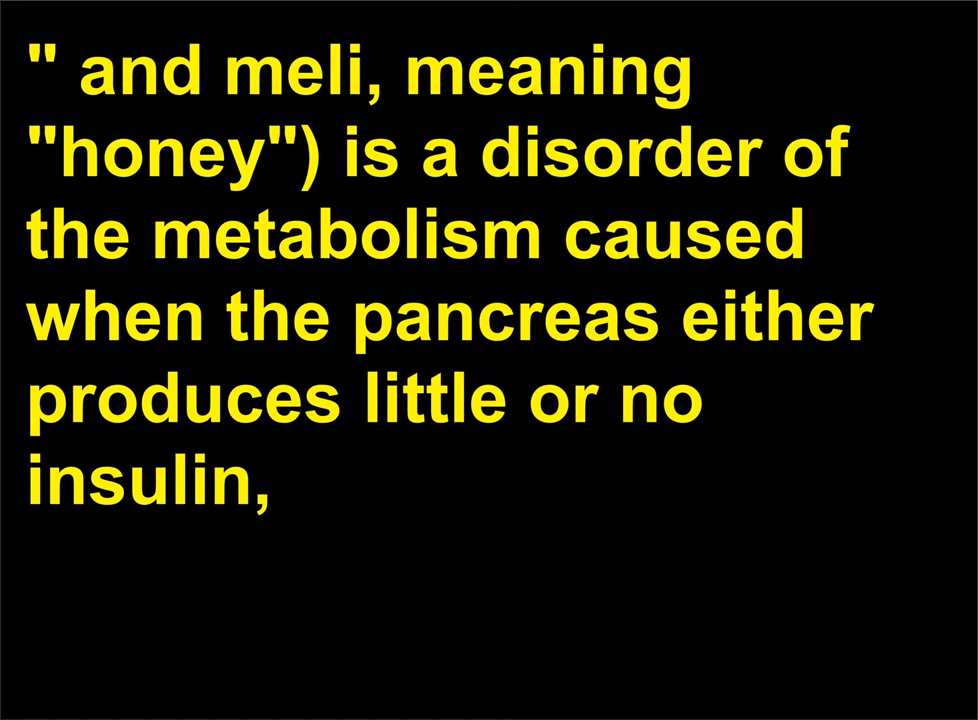 " and meli, meaning
"honey") is a disorder of
the metabolism caused
when the pancreas either
produces little or no
insulin,